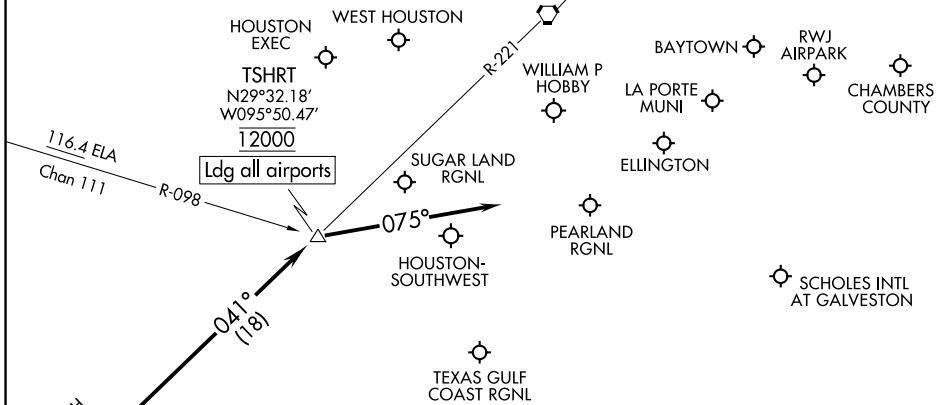 HOUSTON
EXEC
WEST HOUSTON
TSHRT
N29°32.18'
W095°50.47'
12000
Ldg all airports
R-221
WILLIAM P
HOBBY
BAYTOWN
RWJ
AIRPARK
LA PORTE
MUNI
CHAMBERS
COUNTY
ELLINGTON
116.4 ELA
Chan 111
R-098
SUGAR LAND
RGNL
075°
PEARLAND
RGNL
HOUSTON-
SOUTHWEST
SCHOLES INTL
AT GALVESTON
041°
(18)
TEXAS GULF
COAST RGNL